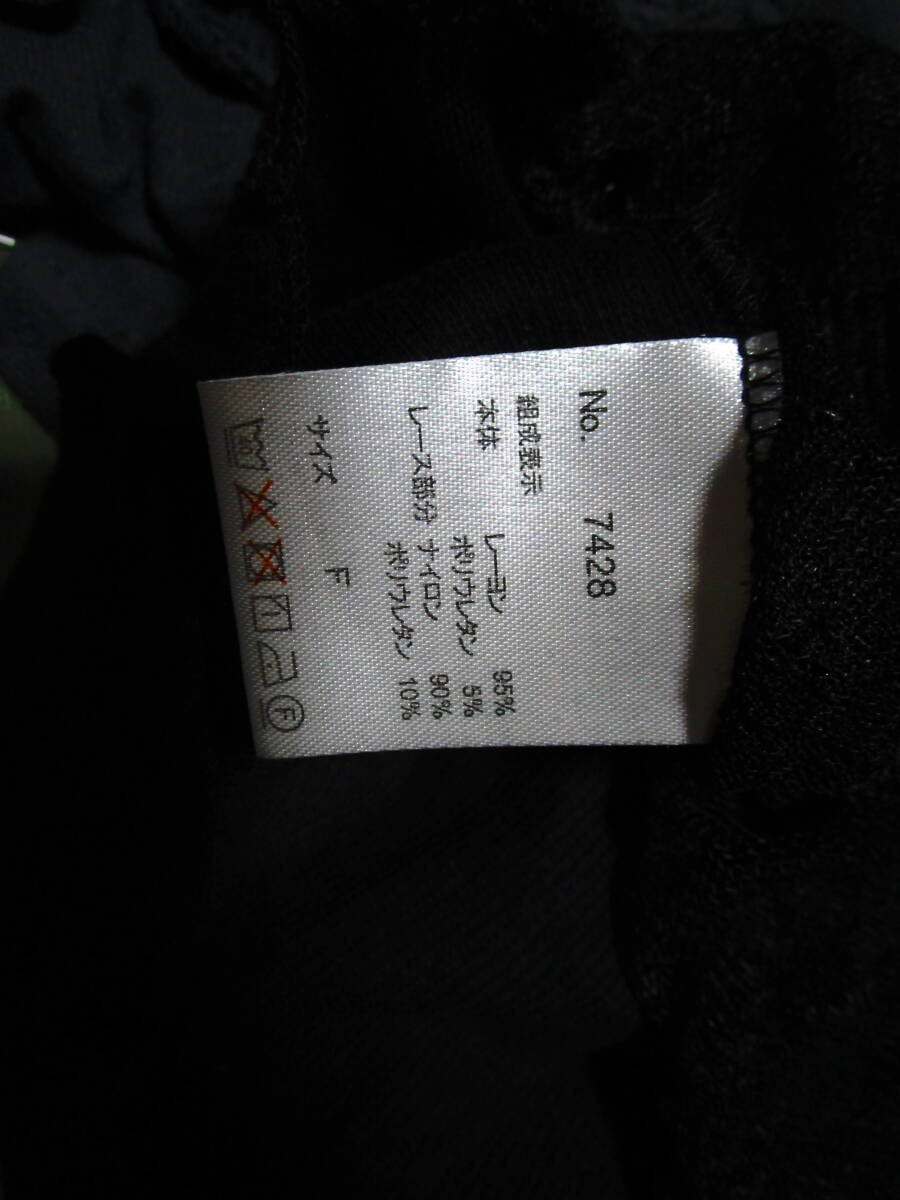 No. 7428
組成表示
本体 レーヨン 95%
ポリウレタン 5%
レース部分 ナイロン 90%
ポリウレタン 10%
サイズ F
F